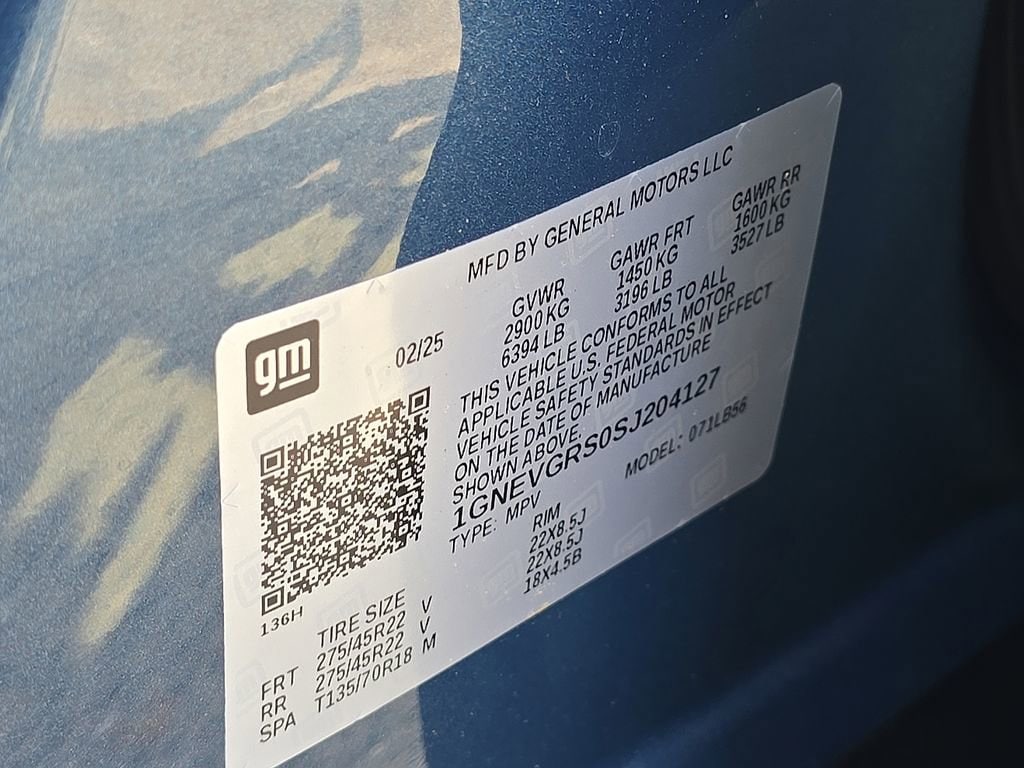 MFD BY GENERAL MOTORS LLC
gm
02/25
GVWR GAWR FRT GAWR RR
2900 KG 1450 KG 1600 KG
6394 LB 3196 LB 3527 LB
THIS VEHICLE CONFORMS TO ALL
APPLICABLE U.S. FEDERAL MOTOR
VEHICLE SAFETY STANDARDS IN EFFECT
ON THE DATE OF MANUFACTURE
SHOWN ABOVE.
1GNEVGRS0SJ204127
TYPE: MPV MODEL: 071LB56
136H
TIRE SIZE RIM
FRT 275/45R22 V 22X8.5J
RR 275/45R22 V 22X8.5J
SPA T135/70R18 M 18X4.5B